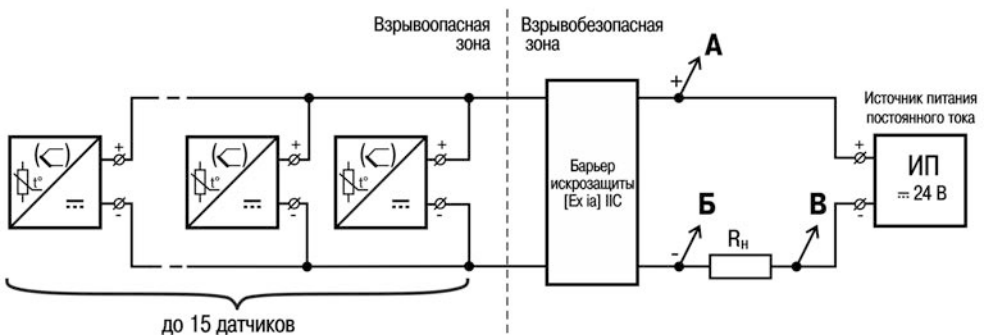 Взрывоопасная
зона
Взрывобезопасная
зона
А
+
Источник питания
постоянного тока
+
-
(
)
t°
+
-
(
)
t°
+
-
(
)
t°
Барьер
искрозащиты
[Ex ia] IIC
+
-
ИП
24 В
Б
-
Rн
В
до 15 датчиков